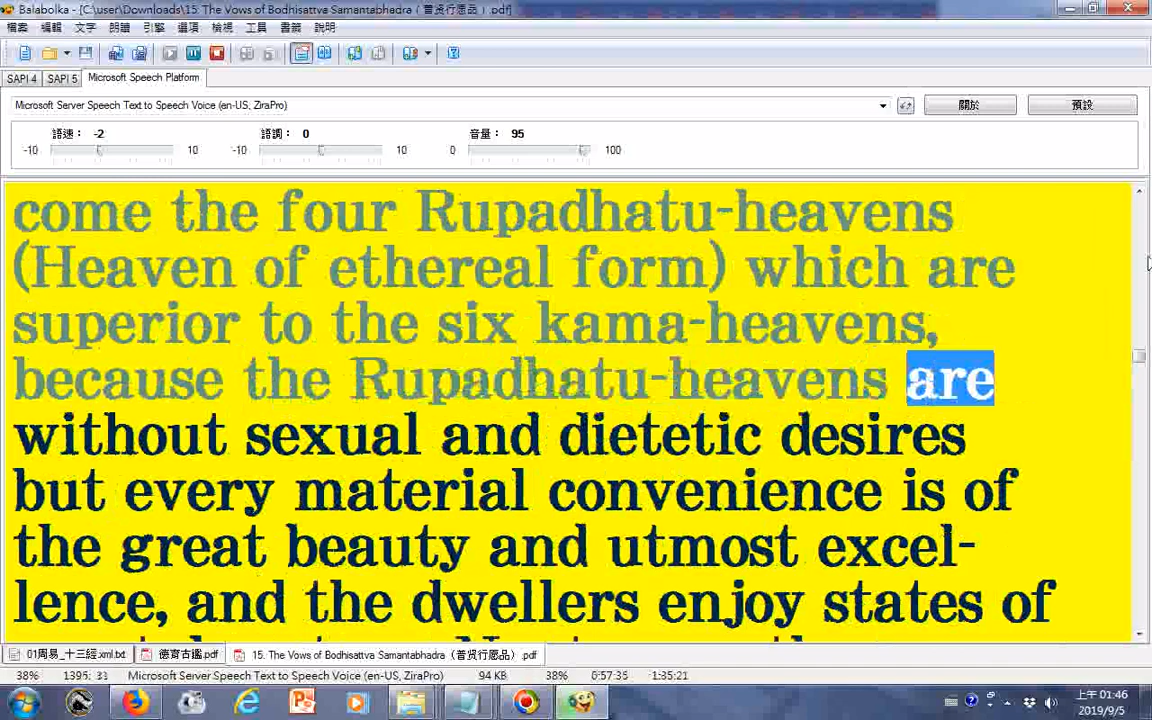 Balabolka - [C:\user\Downloads\15. The Vows of Bodhisattva Samantabhadra (普贤行愿品) .pdf]
檔案 編輯 文字 朗讀 引擎 選項 檢視 工具 書籤 說明
SAPI 4 SAPI 5 Microsoft Speech Platform
Microsoft Server Speech Text to Speech Voice (en-US, ZiraPro) 關於 預設
語速: -2 語調: 0 音量: 95
-10 10 -10 10 0 100
come the four Rupadhatu-heavens
(Heaven of ethereal form) which are
superior to the six kama-heavens,
because the Rupadhatu-heavens are
without sexual and dietetic desires
but every material convenience is of
the great beauty and utmost excel-
lence, and the dwellers enjoy states of
01周易_十三經.xml.txt 德育古鑑.pdf 15. The Vows of Bodhisattva Samantabhadra (普贤行愿品) .pdf
38% 1395: 33 Microsoft Server Speech Text to Speech Voice (en-US, ZiraPro) 94 KB 38% 0:57:35 1:35:21
上午 01:46
2019/9/5